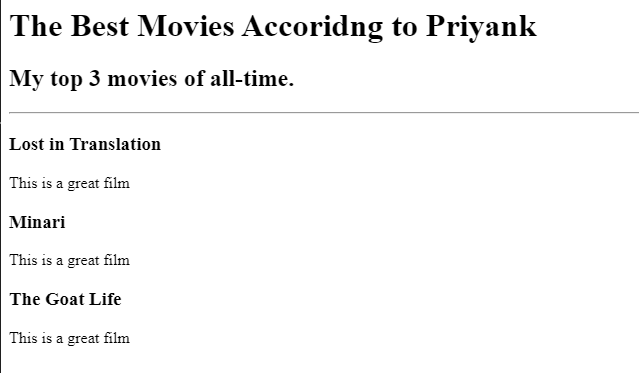 The Best Movies Accoridng to Priyank
My top 3 movies of all-time.
Lost in Translation
This is a great film
Minari
This is a great film
The Goat Life
This is a great film